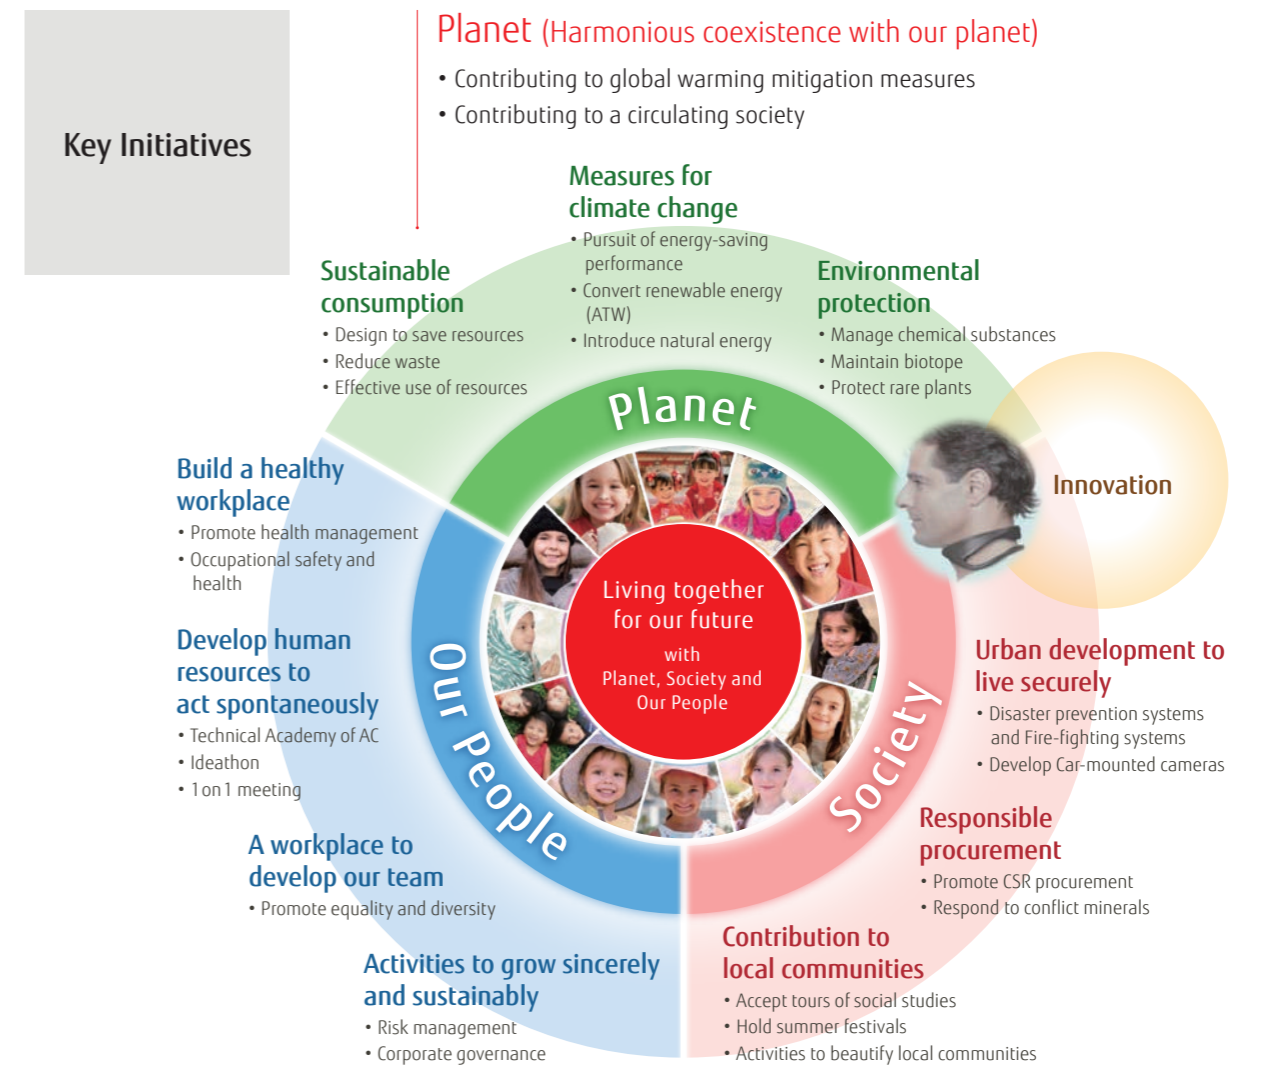 Key Initiatives
Planet (Harmonious coexistence with our planet)
• Contributing to global warming mitigation measures
• Contributing to a circulating society
Measures for
climate change
• Pursuit of energy-saving
performance
• Convert renewable energy
(ATW)
• Introduce natural energy
Sustainable
consumption
• Design to save resources
• Reduce waste
• Effective use of resources
Environmental
protection
• Manage chemical substances
• Maintain biotope
• Protect rare plants
Planet
Innovation
Build a healthy
workplace
• Promote health management
• Occupational safety and
health
Develop human
resources to
act spontaneously
• Technical Academy of AC
• Ideathon
• 1 on 1 meeting
Our People
Living together
for our future
with
Planet, Society and
Our People
Society
Urban development to
live securely
• Disaster prevention systems
and Fire-fighting systems
• Develop Car-mounted cameras
Responsible
procurement
• Promote CSR procurement
• Respond to conflict minerals
A workplace to
develop our team
• Promote equality and diversity
Activities to grow sincerely
and sustainably
• Risk management
• Corporate governance
Contribution to
local communities
• Accept tours of social studies
• Hold summer festivals
• Activities to beautify local communities